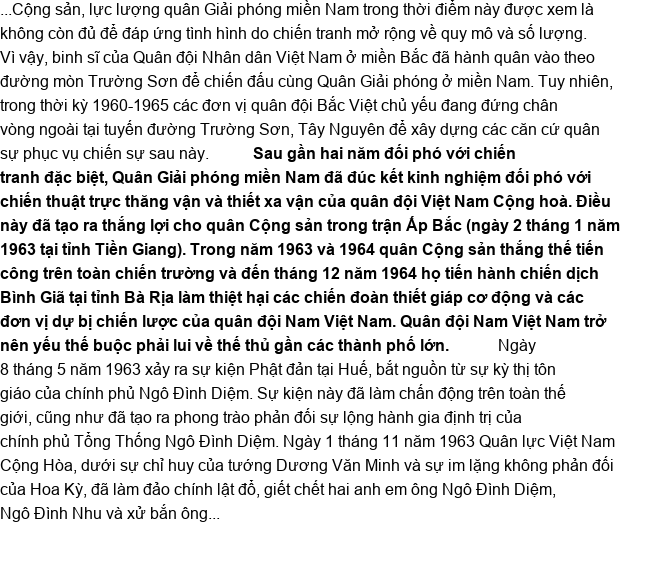 ...Cộng sản, lực lượng quân Giải phóng miền Nam trong thời điểm này được xem là
không còn đủ để đáp ứng tình hình do chiến tranh mở rộng về quy mô và số lượng.
Vì vậy, binh sĩ của Quân đội Nhân dân Việt Nam ở miền Bắc đã hành quân vào theo
đường mòn Trường Sơn để chiến đấu cùng Quân Giải phóng ở miền Nam. Tuy nhiên,
trong thời kỳ 1960-1965 các đơn vị quân đội Bắc Việt chủ yếu đang đứng chân
vòng ngoài tại tuyến đường Trường Sơn, Tây Nguyên để xây dựng các căn cứ quân
sự phục vụ chiến sự sau này. Sau gần hai năm đối phó với chiến
tranh đặc biệt, Quân Giải phóng miền Nam đã đúc kết kinh nghiệm đối phó với
chiến thuật trực thăng vận và thiết xa vận của quân đội Việt Nam Cộng hoà. Điều
này đã tạo ra thắng lợi cho quân Cộng sản trong trận Ấp Bắc (ngày 2 tháng 1 năm
1963 tại tỉnh Tiền Giang). Trong năm 1963 và 1964 quân Cộng sản thắng thế tiến
công trên toàn chiến trường và đến tháng 12 năm 1964 họ tiến hành chiến dịch
Bình Giã tại tỉnh Bà Rịa làm thiệt hại các chiến đoàn thiết giáp cơ động và các
đơn vị dự bị chiến lược của quân đội Nam Việt Nam. Quân đội Nam Việt Nam trở
nên yếu thế buộc phải lui về thế thủ gần các thành phố lớn. Ngày
8 tháng 5 năm 1963 xảy ra sự kiện Phật đản tại Huế, bắt nguồn từ sự kỳ thị tôn
giáo của chính phủ Ngô Đình Diệm. Sự kiện này đã làm chấn động trên toàn thế
giới, cũng như đã tạo ra phong trào phản đối sự lộng hành gia định trị của
chính phủ Tổng Thống Ngô Đình Diệm. Ngày 1 tháng 11 năm 1963 Quân lực Việt Nam
Cộng Hòa, dưới sự chỉ huy của tướng Dương Văn Minh và sự im lặng không phản đối
của Hoa Kỳ, đã làm đảo chính lật đổ, giết chết hai anh em ông Ngô Đình Diệm,
Ngô Đình Nhu và xử bắn ông...